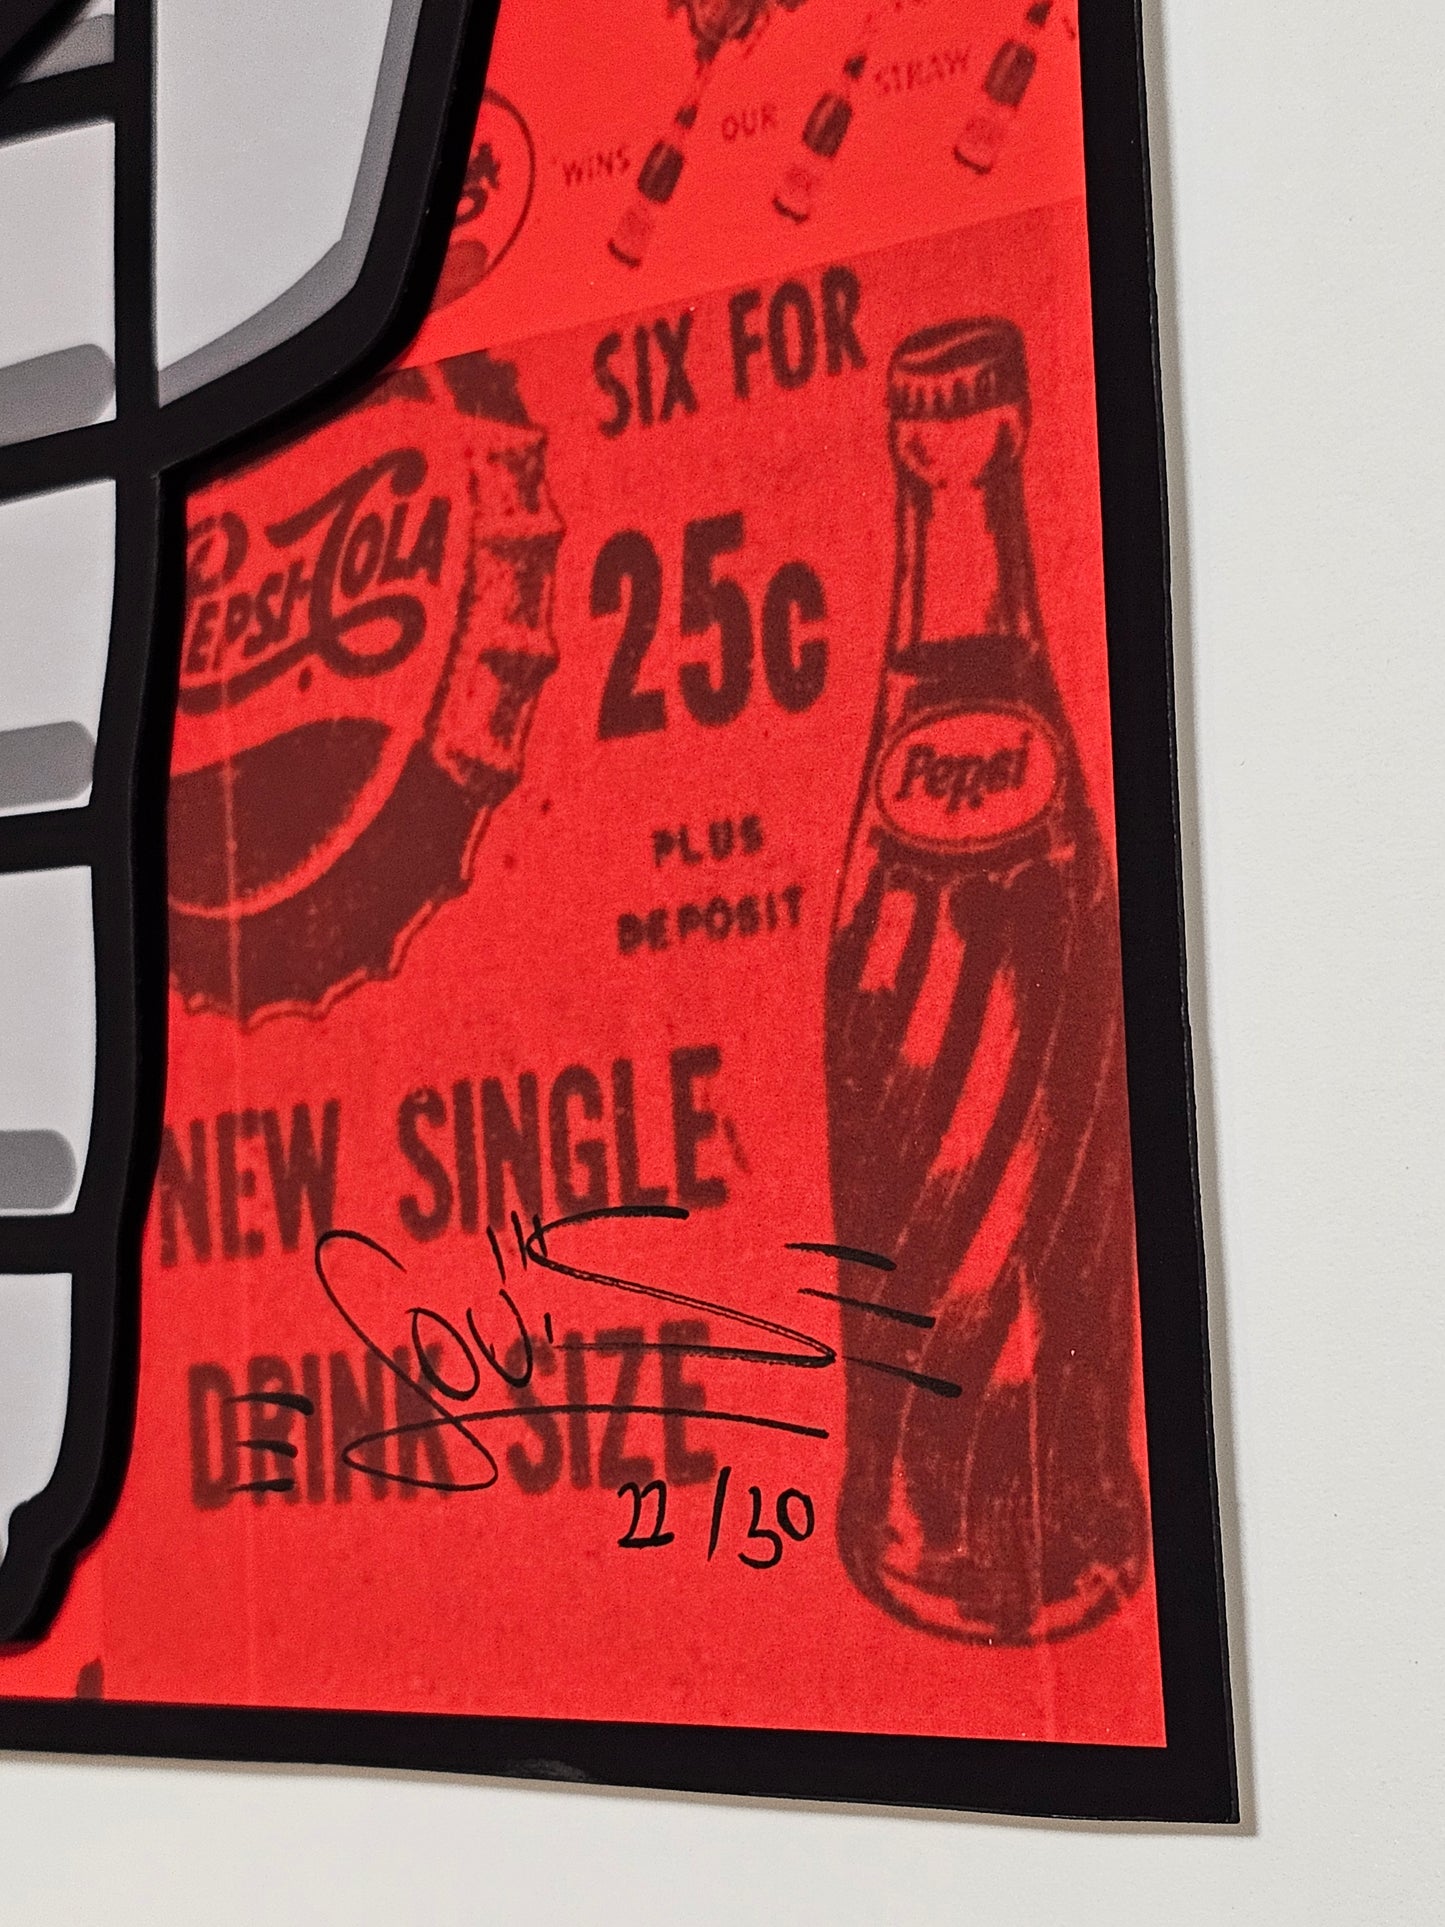 WINS OUR STRAW
SIX FOR
25c
PEPSI-COLA
Pepsi
PLUS
DEPOSIT
NEW SINGLE
DRINK SIZE
22/30